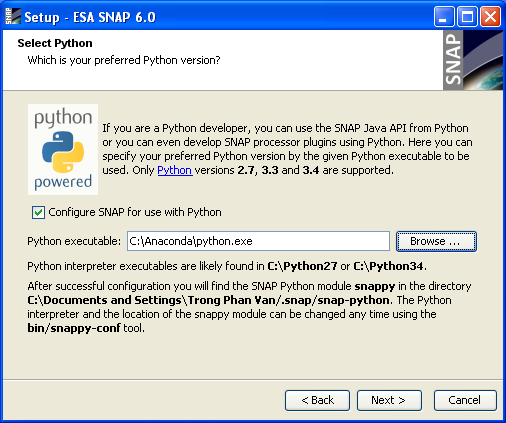 SNAP
Setup - ESA SNAP 6.0
Select Python
Which is your preferred Python version?
SNAP
python
powered
If you are a Python developer, you can use the SNAP Java API from Python
or you can even develop SNAP processor plugins using Python. Here you can
specify your preferred Python version by the given Python executable to be
used. Only Python versions 2.7, 3.3 and 3.4 are supported.
Configure SNAP for use with Python
Python executable: C:\Anaconda\python.exe Browse ...
Python interpreter executables are likely found in C:\Python27 or C:\Python34.
After successful configuration you will find the SNAP Python module snappy in the directory
C:\Documents and Settings\Trong Phan Van/.snap/snap-python. The Python
interpreter and the location of the snappy module can be changed any time using the
bin/snappy-conf tool.
< Back Next > Cancel